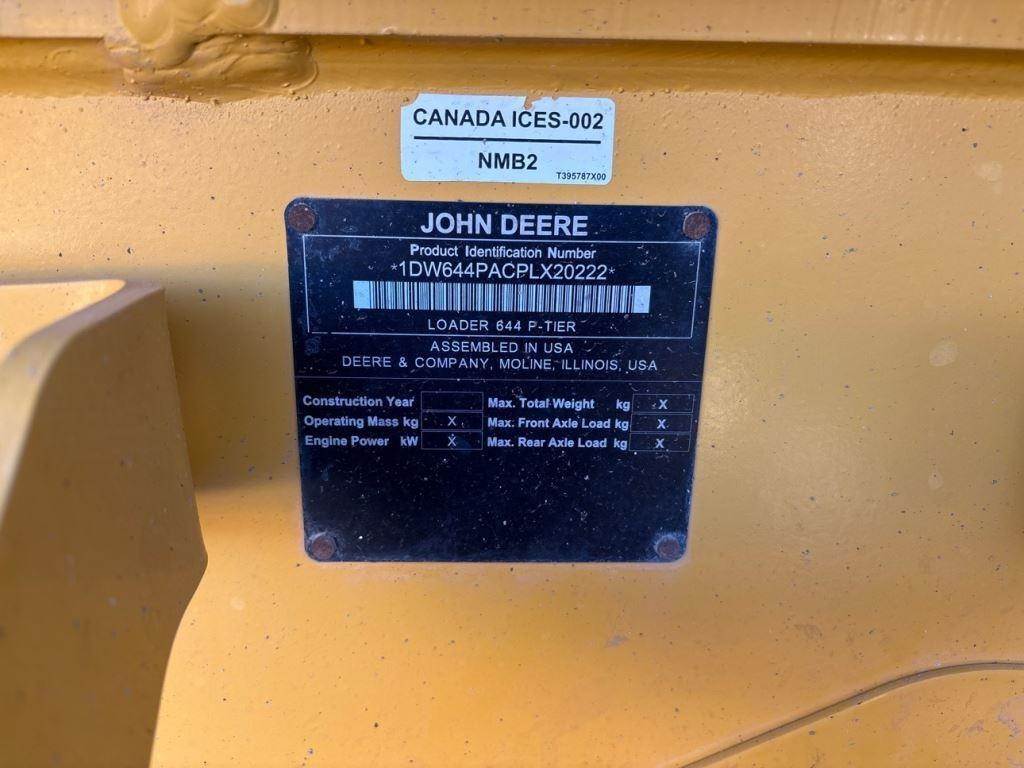 CANADA ICES-002
NMB2
T395787X00
JOHN DEERE
Product Identification Number
*1DW644PACPLX20222*
LOADER 644 P-TIER
ASSEMBLED IN USA
DEERE & COMPANY, MOLINE, ILLINOIS, USA
Construction Year Max. Total Weight kg X
Operating Mass kg X Max. Front Axle Load kg X
Engine Power kW X Max. Rear Axle Load kg X